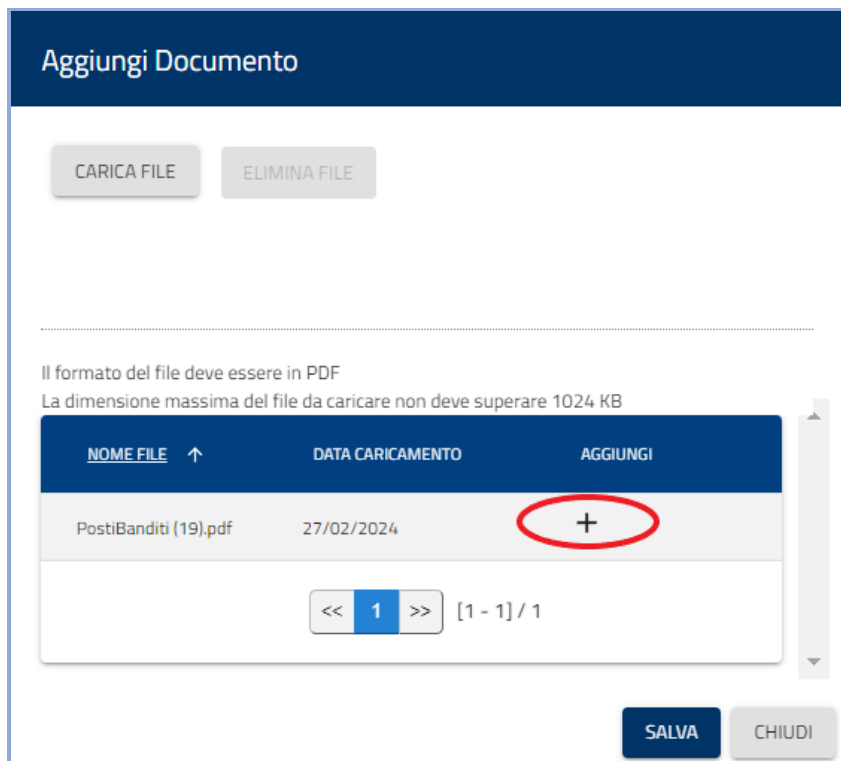 Aggiungi Documento
CARICA FILE ELIMINA FILE
Il formato del file deve essere in PDF
La dimensione massima del file da caricare non deve superare 1024 KB
NOME FILE ↑ DATA CARICAMENTO AGGIUNGI
PostiBanditi (19).pdf 27/02/2024 +
<< 1 >> [1 - 1] / 1
SALVA CHIUDI